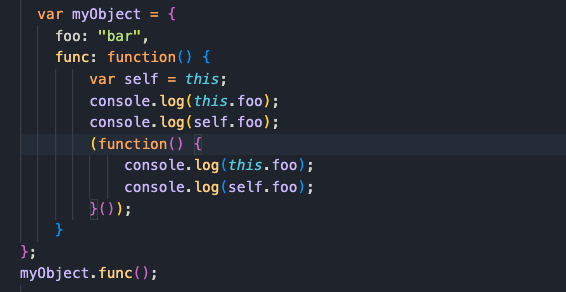 var myObject = {
foo: "bar",
func: function() {
var self = this;
console.log(this.foo);
console.log(self.foo);
(function() {
console.log(this.foo);
console.log(self.foo);
}());
}
};
myObject.func();